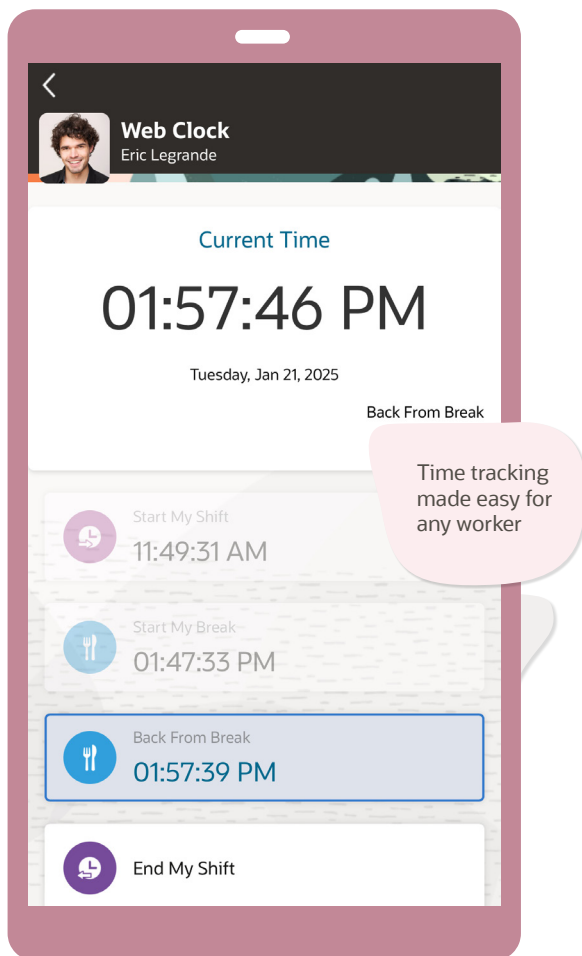 Web Clock
Eric Legrande
Current Time
01:57:46 PM
Tuesday, Jan 21, 2025
Back From Break
Time tracking
made easy for
any worker
Start My Shift
11:49:31 AM
Start My Break
01:47:33 PM
Back From Break
01:57:39 PM
End My Shift